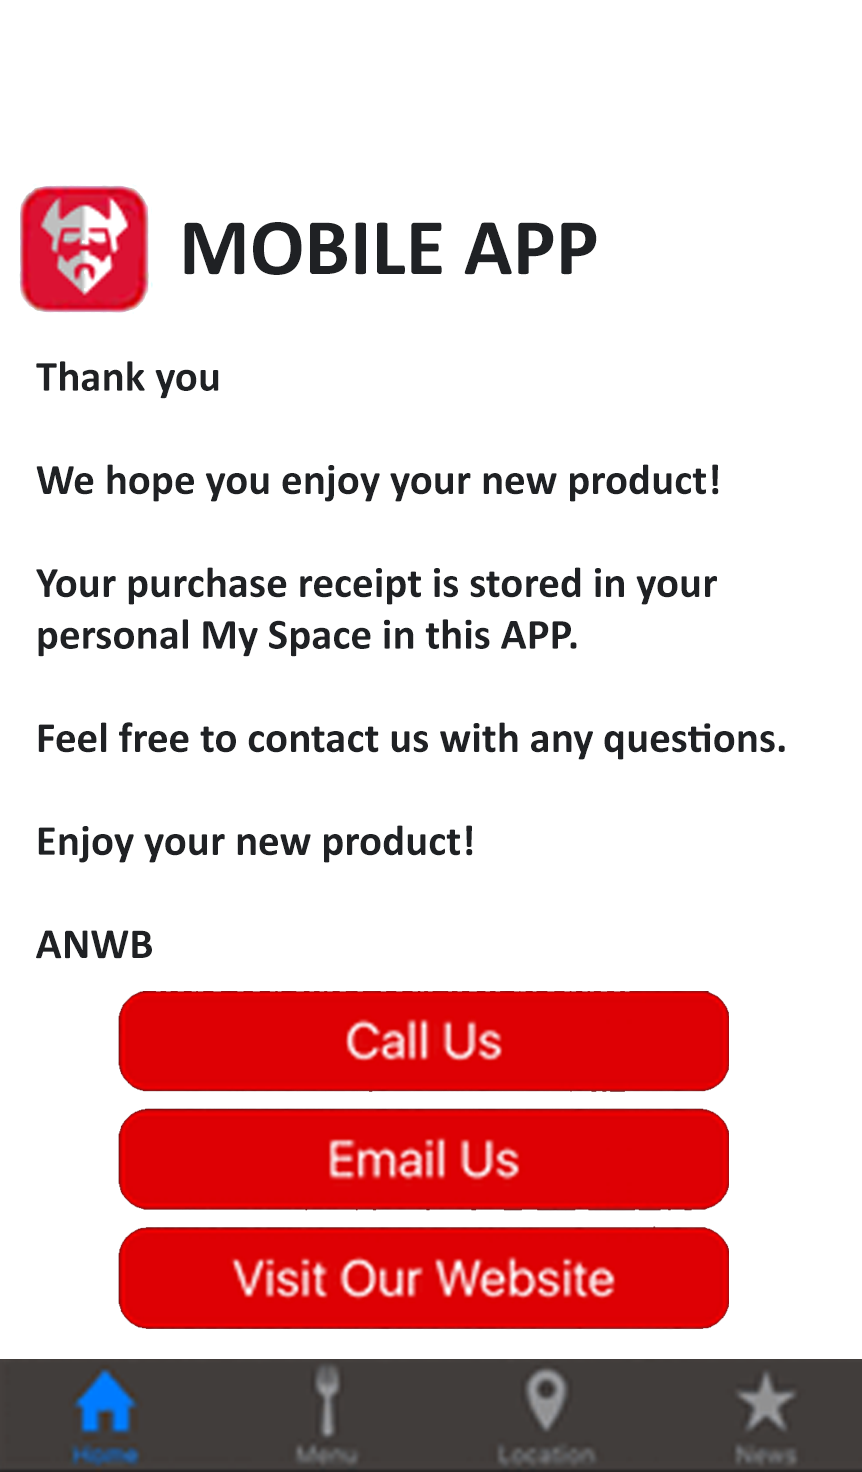 MOBILE APP
Thank you
We hope you enjoy your new product!
Your purchase receipt is stored in your
personal My Space in this APP.
Feel free to contact us with any questions.
Enjoy your new product!
ANWB
Call Us
Email Us
Visit Our Website
Home
Menu
Location
News